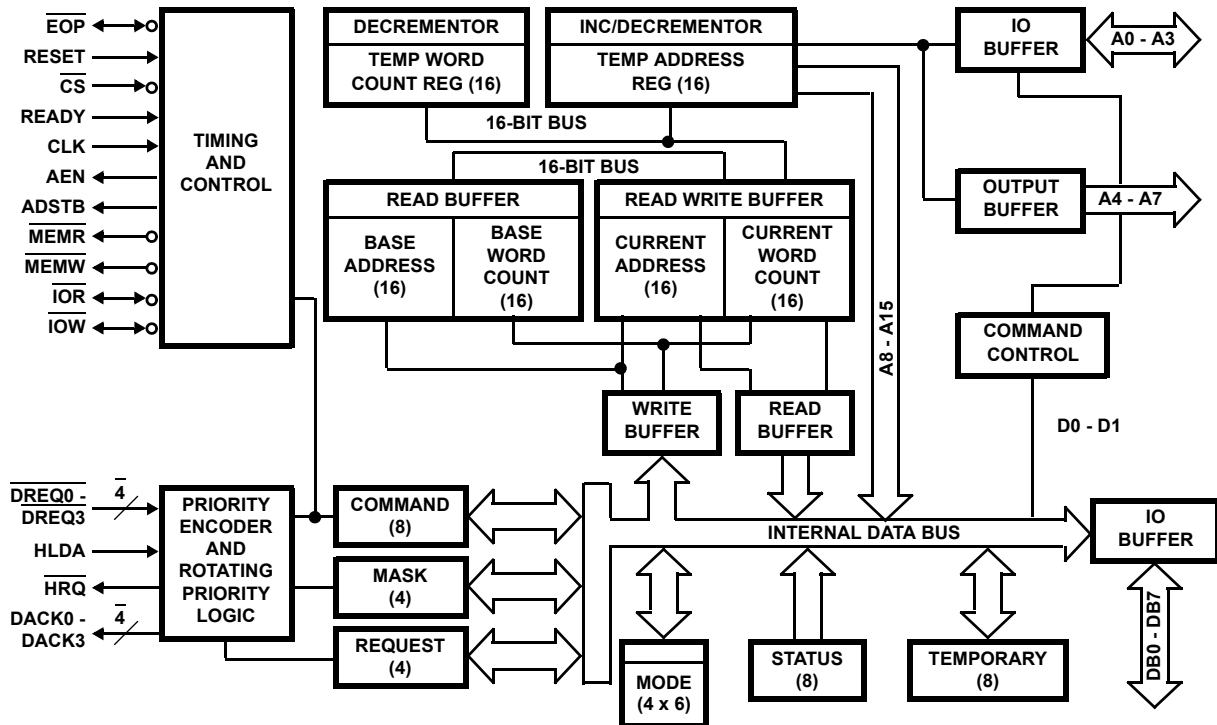 EOP
RESET
CS
READY
CLK
AEN
ADSTB
MEMR
MEMW
IOR
IOW
TIMING
AND
CONTROL
DECREMENTOR
TEMP WORD
COUNT REG (16)
INC/DECREMENTOR
TEMP ADDRESS
REG (16)
16-BIT BUS
16-BIT BUS
READ BUFFER
BASE
ADDRESS
(16)
BASE
WORD
COUNT
(16)
READ WRITE BUFFER
CURRENT
ADDRESS
(16)
CURRENT
WORD
COUNT
(16)
IO
BUFFER
A0 - A3
OUTPUT
BUFFER
A4 - A7
A8 - A15
COMMAND
CONTROL
WRITE
BUFFER
READ
BUFFER
D0 - D1
DREQ0 -
DREQ3
4
HLDA
HRQ
DACK0 -
DACK3
4
PRIORITY
ENCODER
AND
ROTATING
PRIORITY
LOGIC
COMMAND
(8)
MASK
(4)
REQUEST
(4)
INTERNAL DATA BUS
IO
BUFFER
MODE
(4 x 6)
STATUS
(8)
TEMPORARY
(8)
DB0 - DB7